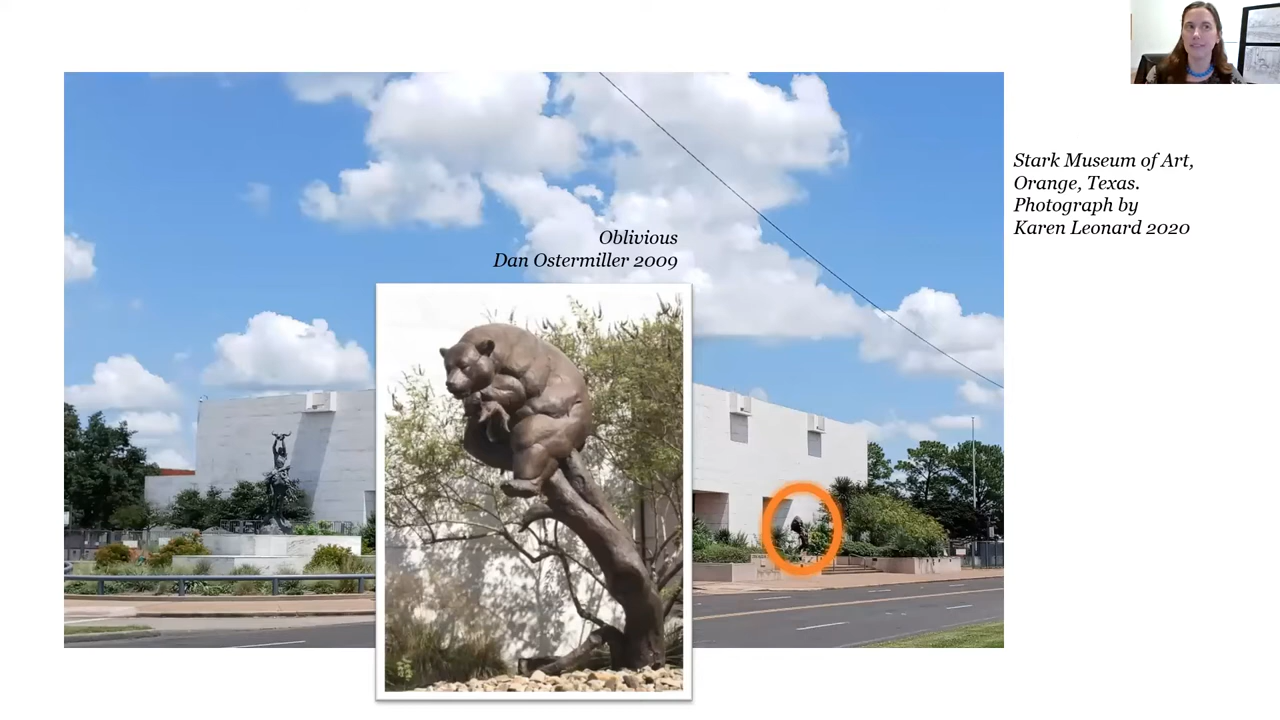 Stark Museum of Art,
Orange, Texas.
Photograph by
Karen Leonard 2020
Oblivious
Dan Ostermiller 2009